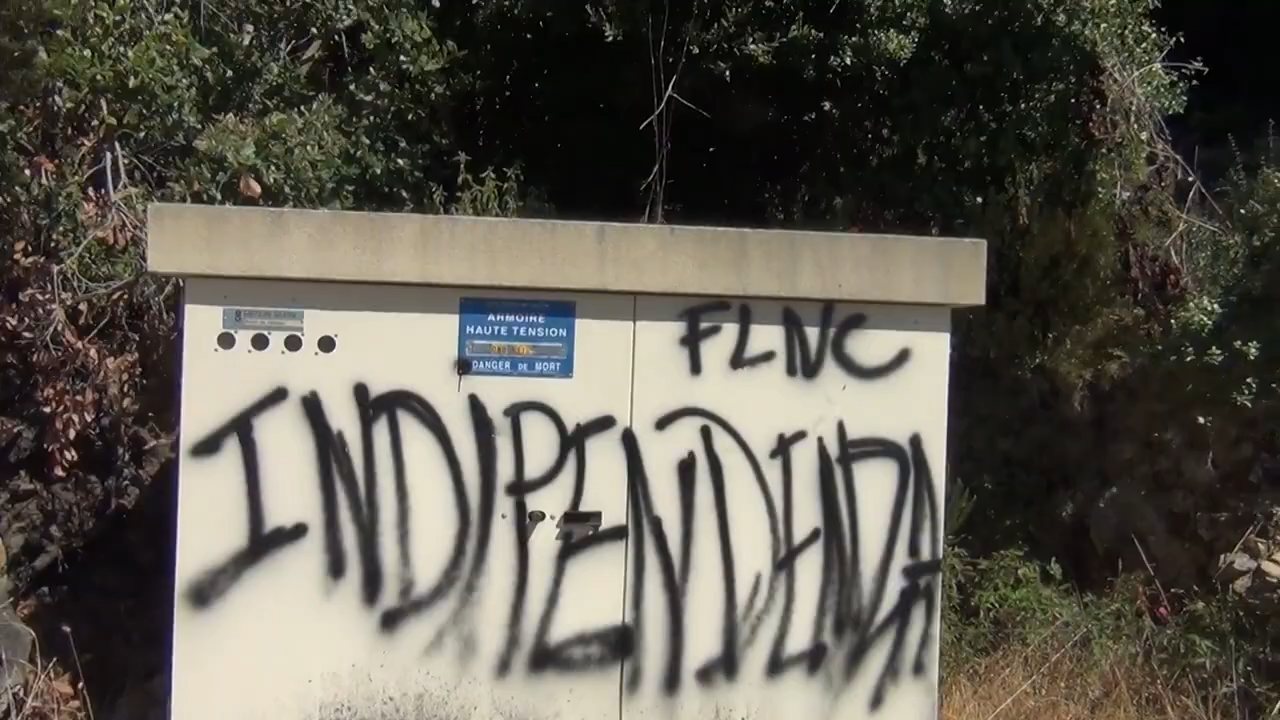 ARMOIRE
HAUTE TENSION
DANGER DE MORT
FLNC
INDIPENDENZA